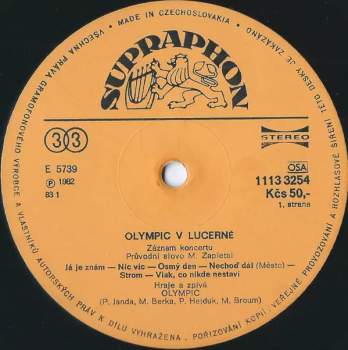 VŠECHNA PRÁVA GRAMOFONOVÉHO VÝROBCE A VLASTNÍKŮ AUTORSKÝCH PRÁV K DÍLU VYHRAŽENA. POŘIZOVÁNÍ KOPIÍ, VEŘEJNÉ PROVOZOVÁNÍ A ROZHLASOVÉ ŠÍŘENÍ TÉTO DESKY JE ZAKÁZÁNO
• MADE IN CZECHOSLOVAKIA •
SUPRAPHON
33
STEREO
E 5739
Ⓟ 1982
83 1
OSA
1113 3254
Kčs 50,-
1. strana
OLYMPIC V LUCERNĚ
Záznam koncertu
Průvodní slovo M. Zapletal
Já je znám — Nic víc — Osmý den — Nechoď dál (Město) —
Strom — Vlak, co nikde nestaví
Hraje a zpívá
OLYMPIC
(P. Janda, M. Berka, P. Hejduk, M. Broum)